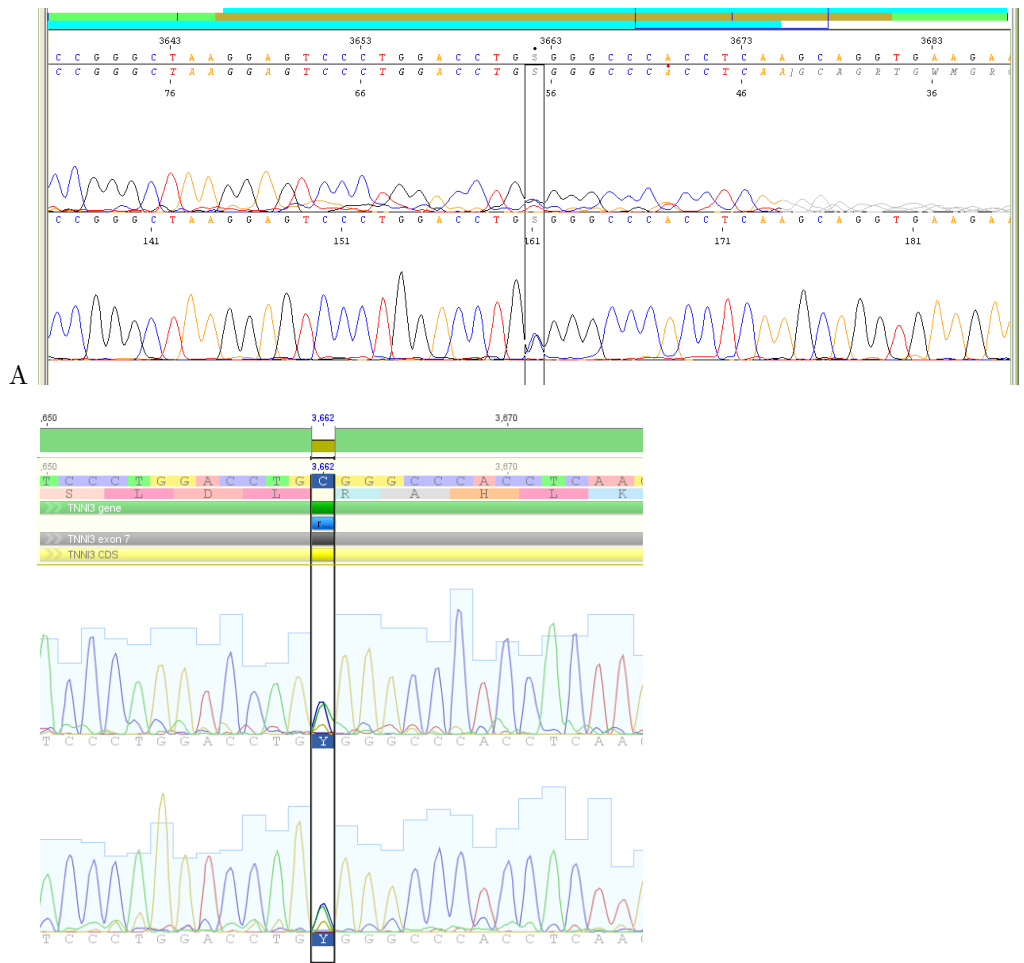 3643 3653 3663 3673 3683
C C G G G C T A A G G A G T C C C T G G A C C T G S G G G C C C A C C T C A A G C A G G T G A A G A A
C C G G G C T A A G G A G T C C C T G G A C C T G S G G G C C C a C C T C A A ] G C A G R T G W M G R
76 66 56 46 36
C C G G G C T A A G G A G T C C C T G G A C C T G S G G G C C C A C C T C A A G C A G G T G A A G A A
141 151 161 171 181
A
,650 3,662 3,670
,650 3,662 3,670
T C C C T G G A C C T G C G G G C C C A C C T C A A G
S L D L R A H L K
TNNI3 gene
r...
TNNI3 exon 7
TNNI3 CDS
T C C C T G G A C C T G Y G G G C C C A C C T C A A G
T C C C T G G A C C T G Y G G G C C C A C C T C A A G